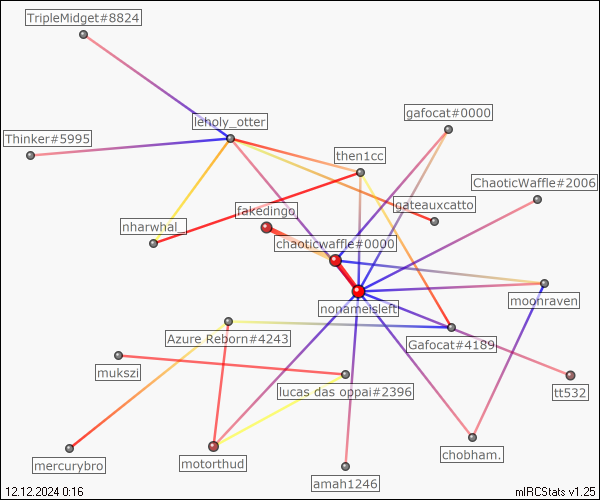 TripleMidget#8824
gafocat#0000
leholy_otter
Thinker#5995
then1cc
ChaoticWaffle#2006
gateauxcatto
fakedingo
nharwhal_
chaoticwaffle#0000
moonraven
nonameisleft
Azure Reborn#4243
Gafocat#4189
mukszi
lucas das oppai#2396
tt532
chobham.
mercurybro
motorthud
amah1246
12.12.2024 0:16
mIRCStats v1.25